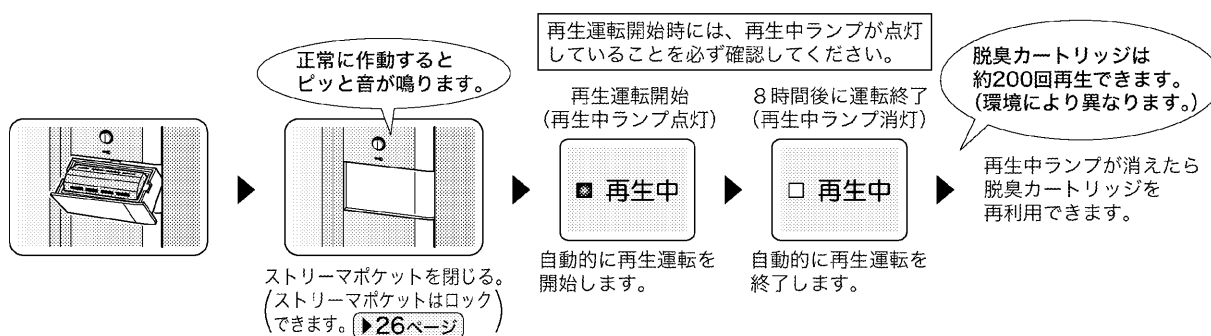 正常に作動すると
ピッと音が鳴ります。
ストリーマポケットを閉じる。
(ストリーマポケットはロック
できます。▶26ページ)
再生運転開始時には、再生中ランプが点灯
していることを必ず確認してください。
再生運転開始
(再生中ランプ点灯)
再生中
自動的に再生運転を
開始します。
8時間後に運転終了
(再生中ランプ消灯)
再生中
自動的に再生運転を
終了します。
脱臭カートリッジは
約200回再生できます。
(環境により異なります。)
再生中ランプが消えたら
脱臭カートリッジを
再利用できます。